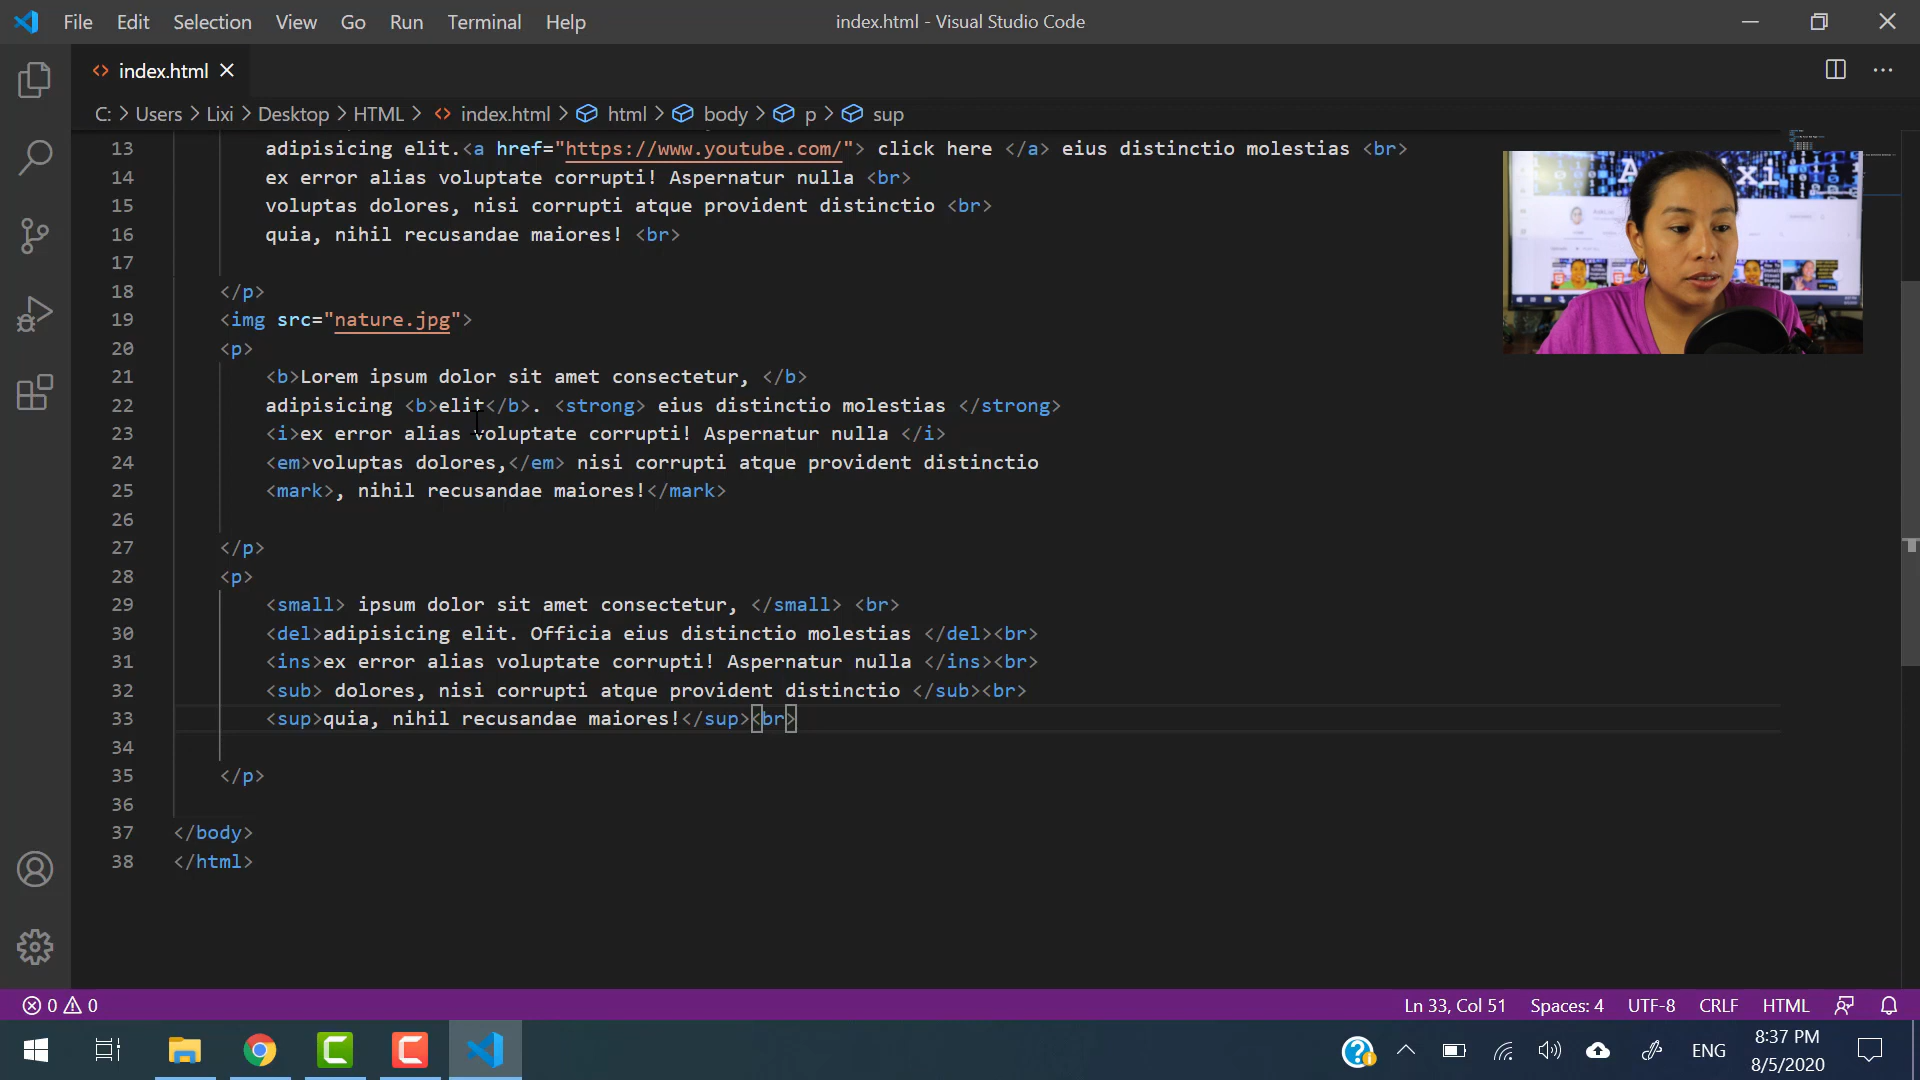 File Edit Selection View Go Run Terminal Help
index.html - Visual Studio Code
index.html
C: > Users > Lixi > Desktop > HTML > index.html > html > body > p > sup
13 adipisicing elit.<a href="https://www.youtube.com/"> click here </a> eius distinctio molestias <br>
14 ex error alias voluptate corrupti! Aspernatur nulla <br>
15 voluptas dolores, nisi corrupti atque provident distinctio <br>
16 quia, nihil recusandae maiores! <br>
17
18 </p>
19 <img src="nature.jpg">
20 <p>
21 <b>Lorem ipsum dolor sit amet consectetur, </b>
22 adipisicing <b>elit</b>. <strong> eius distinctio molestias </strong>
23 <i>ex error alias voluptate corrupti! Aspernatur nulla </i>
24 <em>voluptas dolores,</em> nisi corrupti atque provident distinctio
25 <mark>, nihil recusandae maiores!</mark>
26
27 </p>
28 <p>
29 <small> ipsum dolor sit amet consectetur, </small> <br>
30 <del>adipisicing elit. Officia eius distinctio molestias </del><br>
31 <ins>ex error alias voluptate corrupti! Aspernatur nulla </ins><br>
32 <sub> dolores, nisi corrupti atque provident distinctio </sub><br>
33 <sup>quia, nihil recusandae maiores!</sup><br>
34
35 </p>
36
37 </body>
38 </html>
0 0
Ln 33, Col 51 Spaces: 4 UTF-8 CRLF HTML
ENG
8:37 PM
8/5/2020